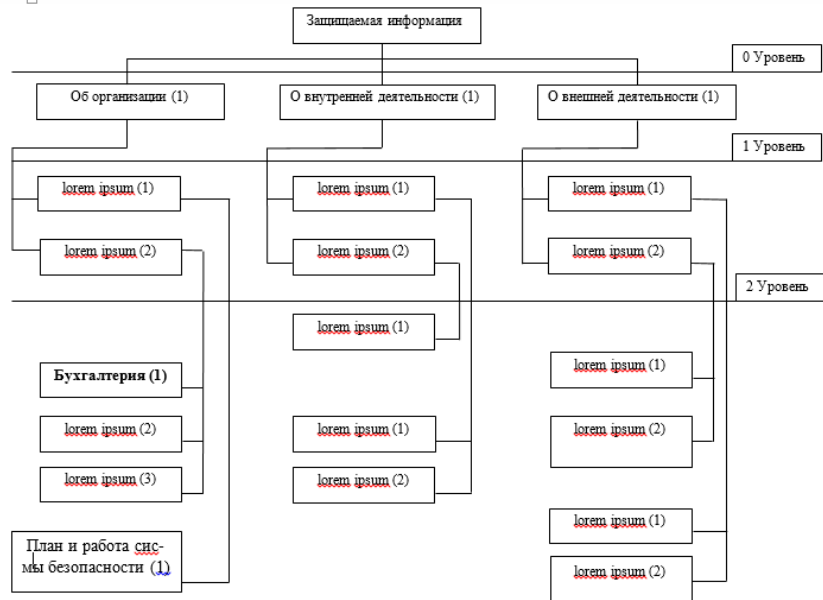 Защищаемая информация
0 Уровень
Об организации (1)
О внутренней деятельности (1)
О внешней деятельности (1)
1 Уровень
lorem ipsum (1)
lorem ipsum (1)
lorem ipsum (1)
lorem ipsum (2)
lorem ipsum (2)
lorem ipsum (2)
2 Уровень
lorem ipsum (1)
Бухгалтерия (1)
lorem ipsum (1)
lorem ipsum (2)
lorem ipsum (1)
lorem ipsum (2)
lorem ipsum (3)
lorem ipsum (2)
lorem ipsum (1)
План и работа сис-
мы безопасности (1)
lorem ipsum (2)